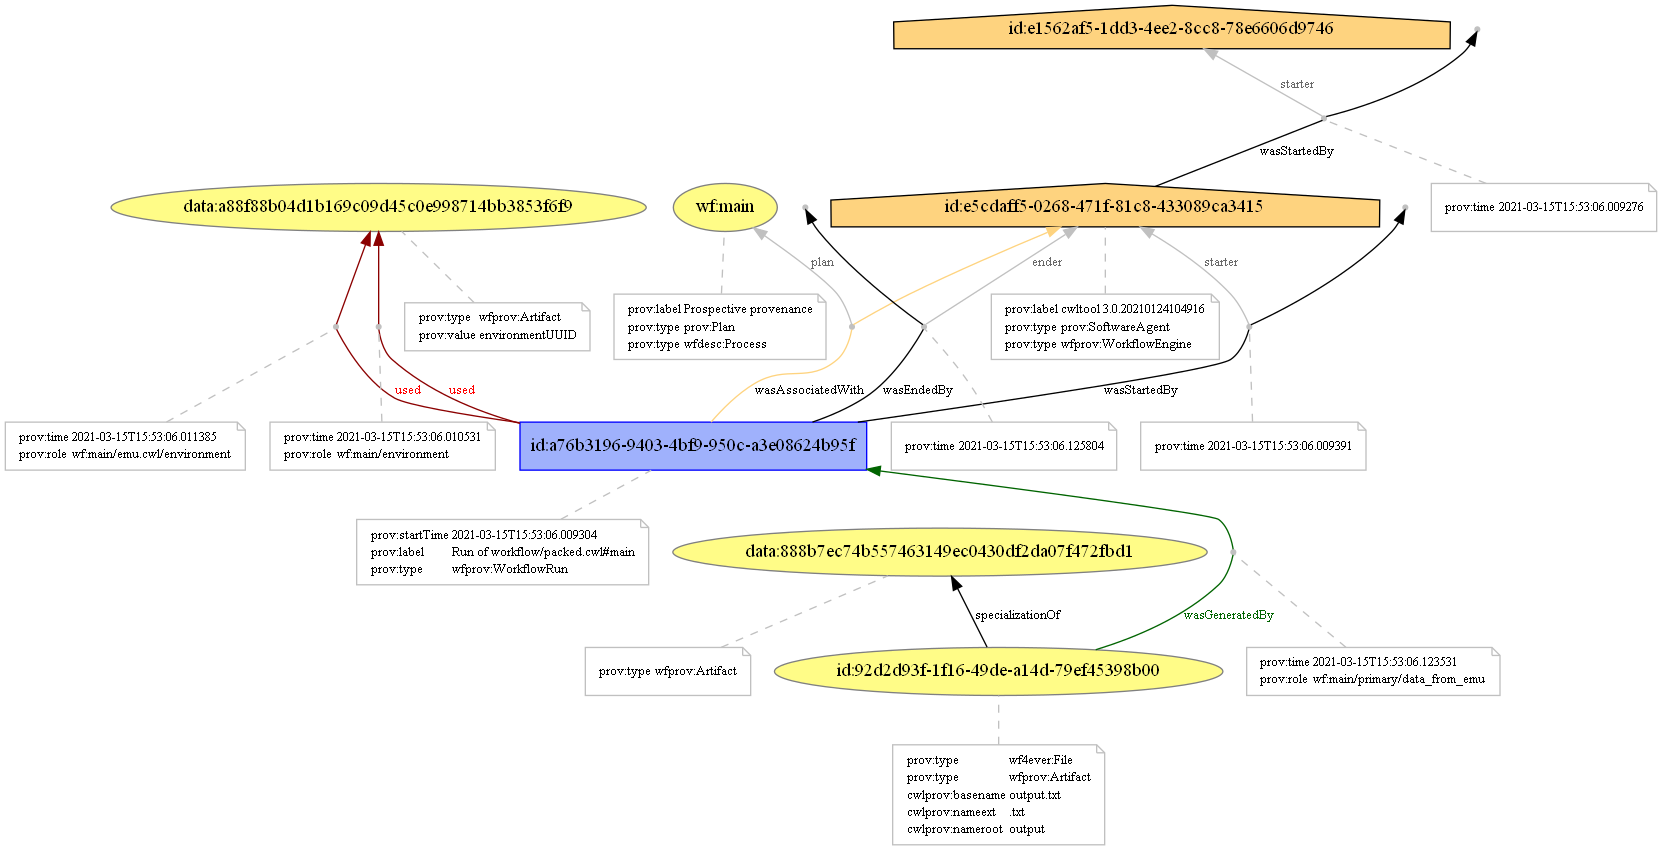 id:e1562af5-1dd3-4ee2-8cc8-78e6606d9746
starter
wasStartedBy
prov:time 2021-03-15T15:53:06.009276
data:a88f88b04d1b169c09d45c0e998714bb3853f6f9
wf:main
id:e5cdaff5-0268-471f-81c8-433089ca3415
plan
ender
starter
prov:type wfprov:Artifact
prov:value environmentUUID
prov:label Prospective provenance
prov:type prov:Plan
prov:type wfdesc:Process
prov:label cwltool 3.0.20210124104916
prov:type prov:SoftwareAgent
prov:type wfprov:WorkflowEngine
used
used
wasAssociatedWith
wasEndedBy
wasStartedBy
prov:time 2021-03-15T15:53:06.011385
prov:role wf:main/emu.cwl/environment
prov:time 2021-03-15T15:53:06.010531
prov:role wf:main/environment
id:a76b3196-9403-4bf9-950c-a3e08624b95f
prov:time 2021-03-15T15:53:06.125804
prov:time 2021-03-15T15:53:06.009391
prov:startTime 2021-03-15T15:53:06.009304
prov:label Run of workflow/packed.cwl#main
prov:type wfprov:WorkflowRun
data:888b7ec74b557463149ec0430df2da07f472fbd1
specializationOf
wasGeneratedBy
prov:type wfprov:Artifact
id:92d2d93f-1f16-49de-a14d-79ef45398b00
prov:time 2021-03-15T15:53:06.123531
prov:role wf:main/primary/data_from_emu
prov:type wf4ever:File
prov:type wfprov:Artifact
cwlprov:basename output.txt
cwlprov:nameext .txt
cwlprov:nameroot output